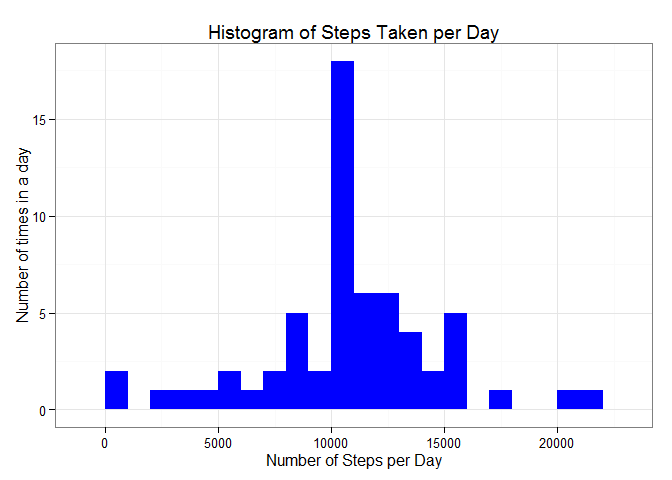 Histogram of Steps Taken per Day
Number of times in a day
15
10
5
0
0 5000 10000 15000 20000
Number of Steps per Day